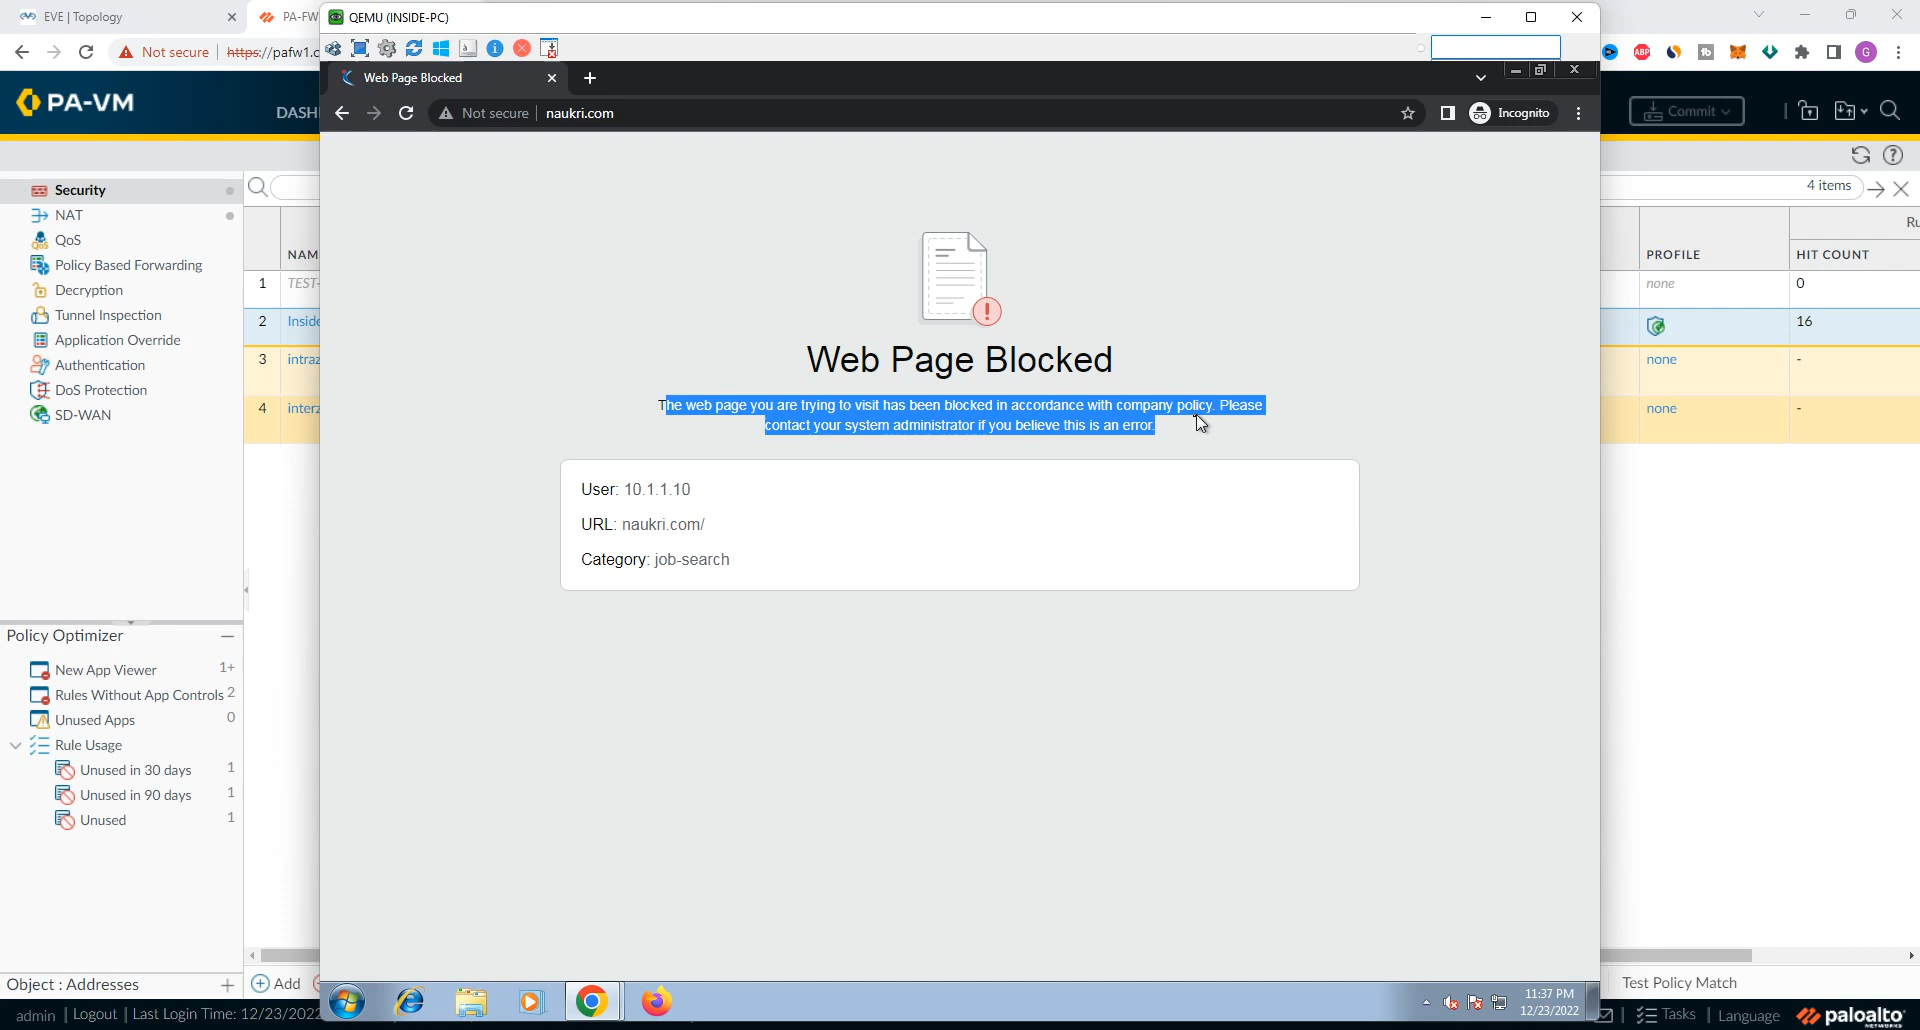 EVE | Topology
PA-FW
QEMU (INSIDE-PC)
Not secure
https://pafw1.c
Web Page Blocked
Not secure
naukri.com
Incognito
PA-VM
DASH
Commit
Security
NAT
QoS
Policy Based Forwarding
Decryption
Tunnel Inspection
Application Override
Authentication
DoS Protection
SD-WAN
4 items
NAM
PROFILE
HIT COUNT
Ru
1 TEST- none 0
2 Inside 16
3 intraz none -
4 interz none -
Web Page Blocked
The web page you are trying to visit has been blocked in accordance with company policy. Please
contact your system administrator if you believe this is an error.
User: 10.1.1.10
URL: naukri.com/
Category: job-search
Policy Optimizer
New App Viewer 1+
Rules Without App Controls 2
Unused Apps 0
Rule Usage
Unused in 30 days 1
Unused in 90 days 1
Unused 1
Object : Addresses
Add
Test Policy Match
11:37 PM
12/23/2022
admin | Logout | Last Login Time: 12/23/2022
Tasks | Language
paloalto
NETWORKS
ABP
G